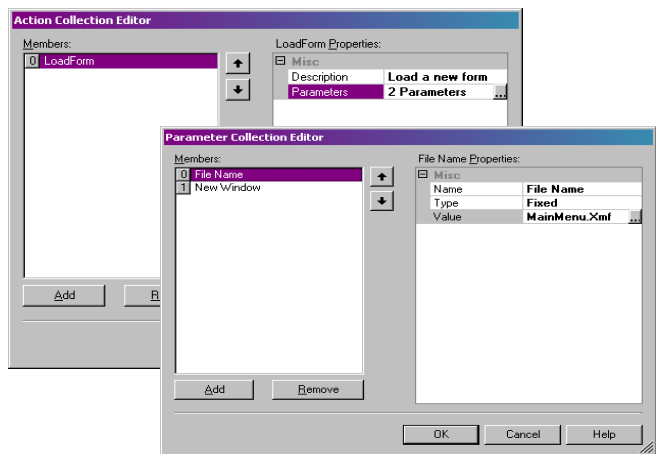 Action Collection Editor
Members:
LoadForm Properties:
0 LoadForm
Misc
Description Load a new form
Parameters 2 Parameters ...
Add
R
Parameter Collection Editor
Members:
File Name Properties:
0 File Name
1 New Window
Misc
Name File Name
Type Fixed
Value MainMenu.Xmf ...
Add
Remove
OK
Cancel
Help